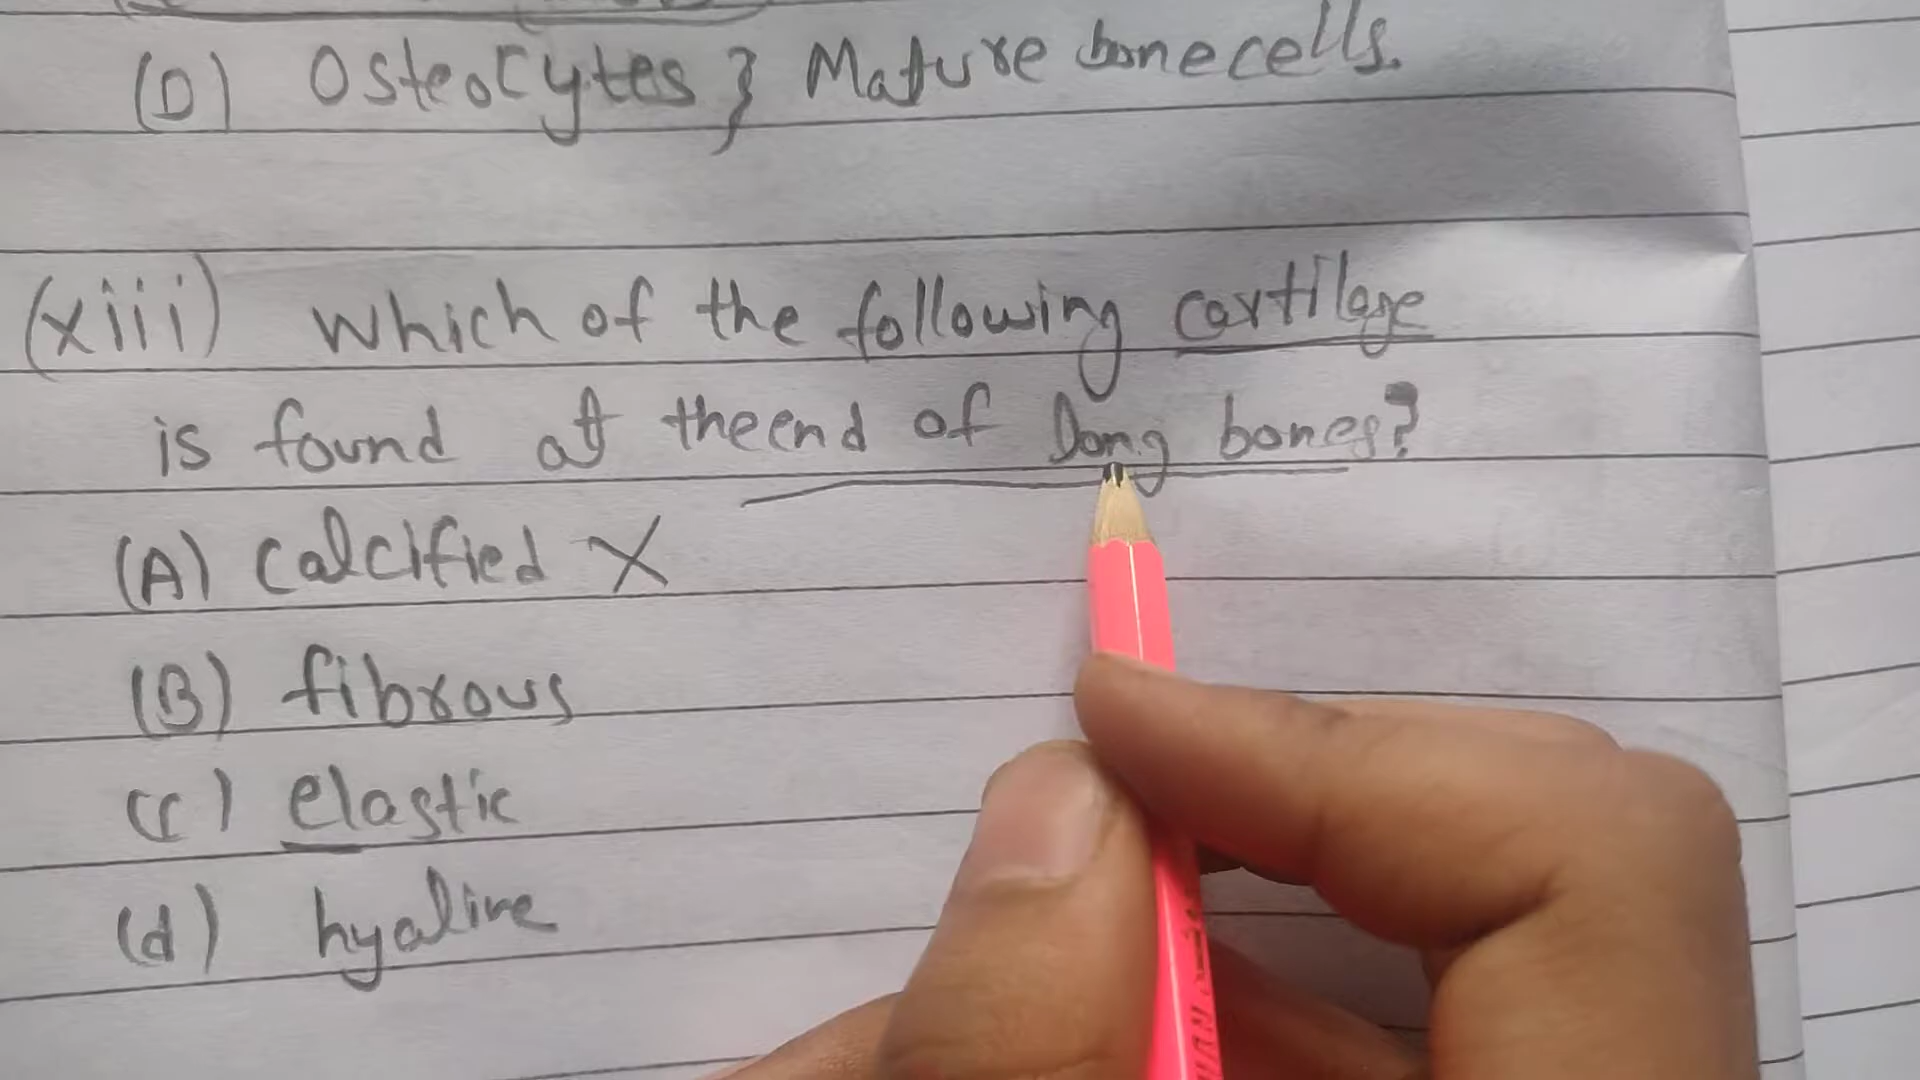 (D) Osteocytes } Mature bone cells.
(xiii) Which of the following cartilage
is found at the end of long bones?
(A) Calcified X
(B) fibrous
(c) elastic
(d) hyaline